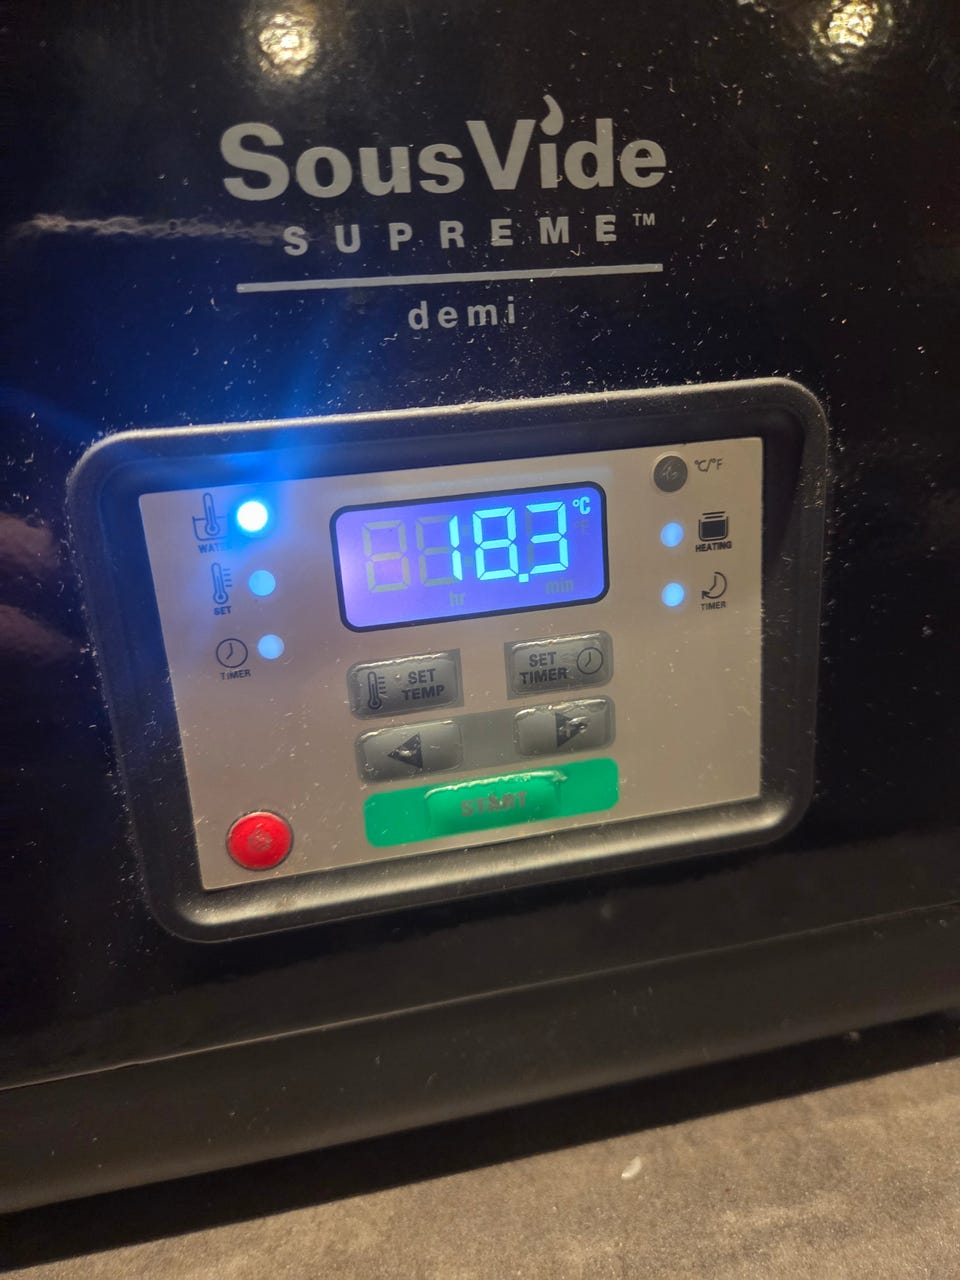 SousVide
SUPREME™
demi
WATER
SET
TIMER
18.3 °C
°F
hr min
°C/°F
HEATING
TIMER
SET TEMP
SET TIMER
START